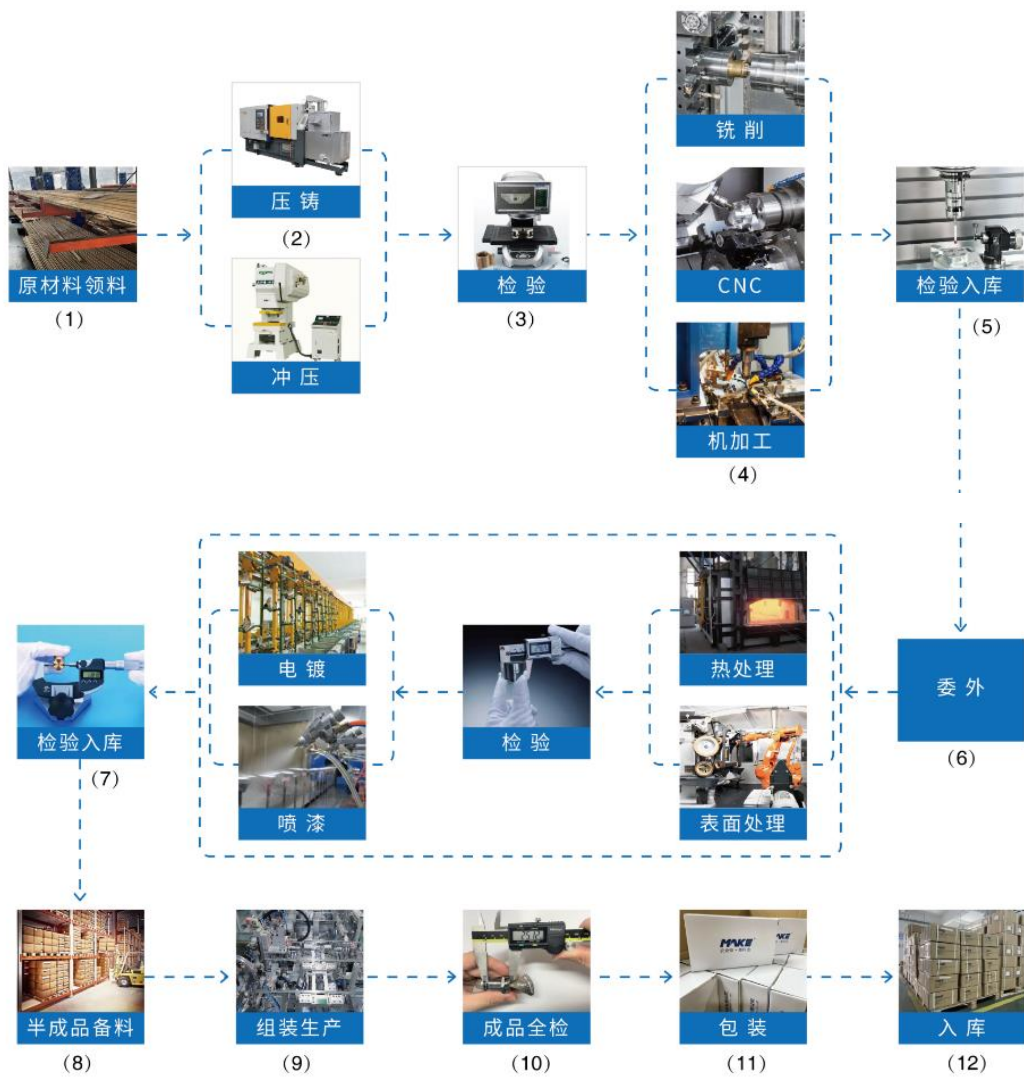 原材料领料
(1)
压铸
(2)
冲压
检验
(3)
铣削
CNC
机加工
(4)
检验入库
(5)
委外
(6)
热处理
表面处理
检验
电镀
喷漆
检验入库
(7)
半成品备料
(8)
组装生产
(9)
成品全检
(10)
MAKE
包装
(11)
入库
(12)